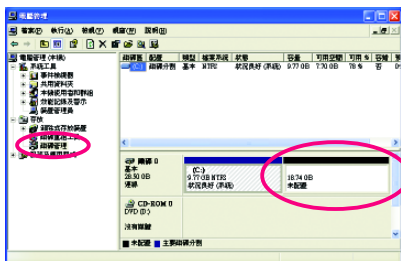 電腦管理
檔案(F) 執行(A) 檢視(V) 視窗(W) 說明(H)
電腦管理 (本機)
系統工具
事件檢視器
共用資料夾
本機使用者和群組
效能記錄及警示
裝置管理員
存放
卸除式存放裝置
磁碟重組工具
磁碟管理
磁碟區 配置 類型 檔案系統 狀態 容量 可用空間 可用 % 容錯
(C:) 磁碟分割 基本 NTFS 狀況良好 (系統) 9.77 GB 7.70 GB 78 % 否
磁碟 0
基本
28.50 GB
連線
(C:)
9.77 GB NTFS
狀況良好 (系統)
18.74 GB
未配置
CD-ROM 0
DVD (D:)
沒有媒體
未配置 主要磁碟分割